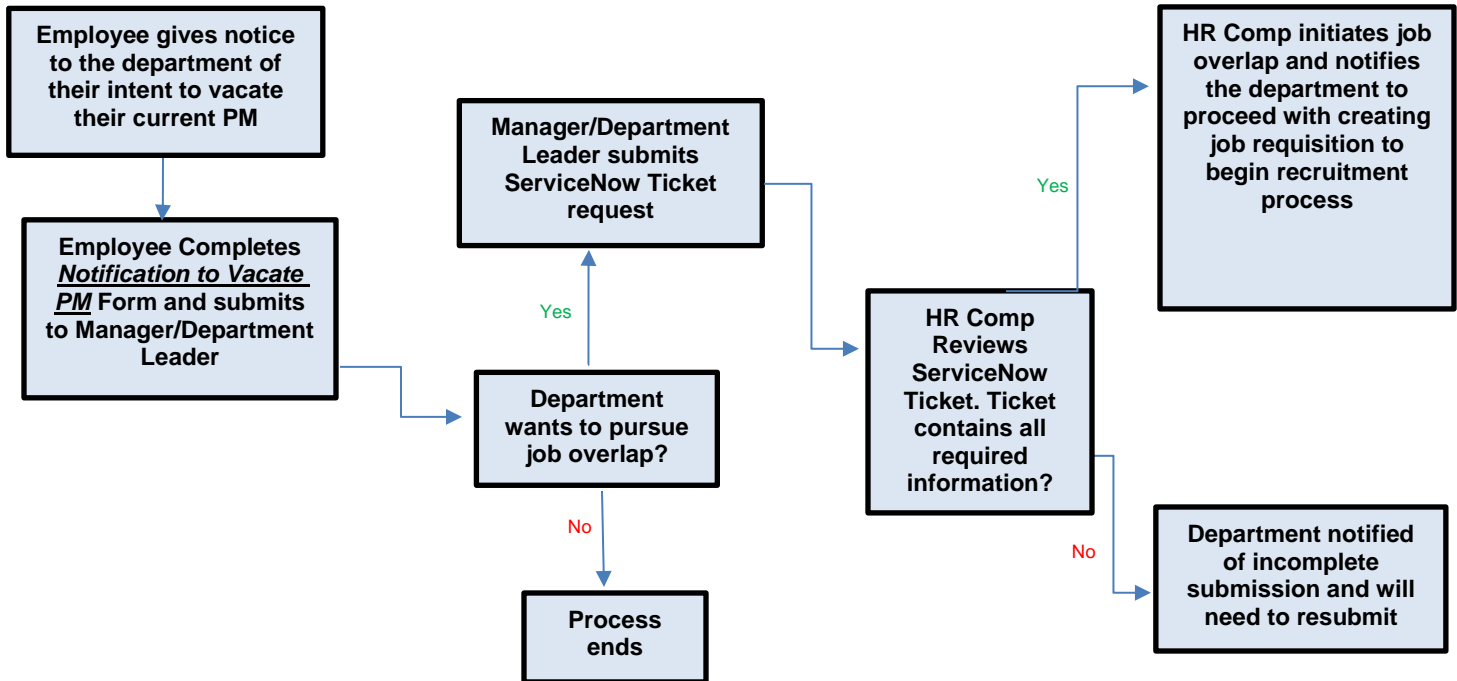 Employee gives notice
to the department of
their intent to vacate
their current PM
Employee Completes
Notification to Vacate
PM Form and submits
to Manager/Department
Leader
Manager/Department
Leader submits
ServiceNow Ticket
request
Yes
Department
wants to pursue
job overlap?
No
Process
ends
HR Comp
Reviews
ServiceNow
Ticket. Ticket
contains all
required
information?
Yes
HR Comp initiates job
overlap and notifies
the department to
proceed with creating
job requisition to
begin recruitment
process
No
Department notified
of incomplete
submission and will
need to resubmit